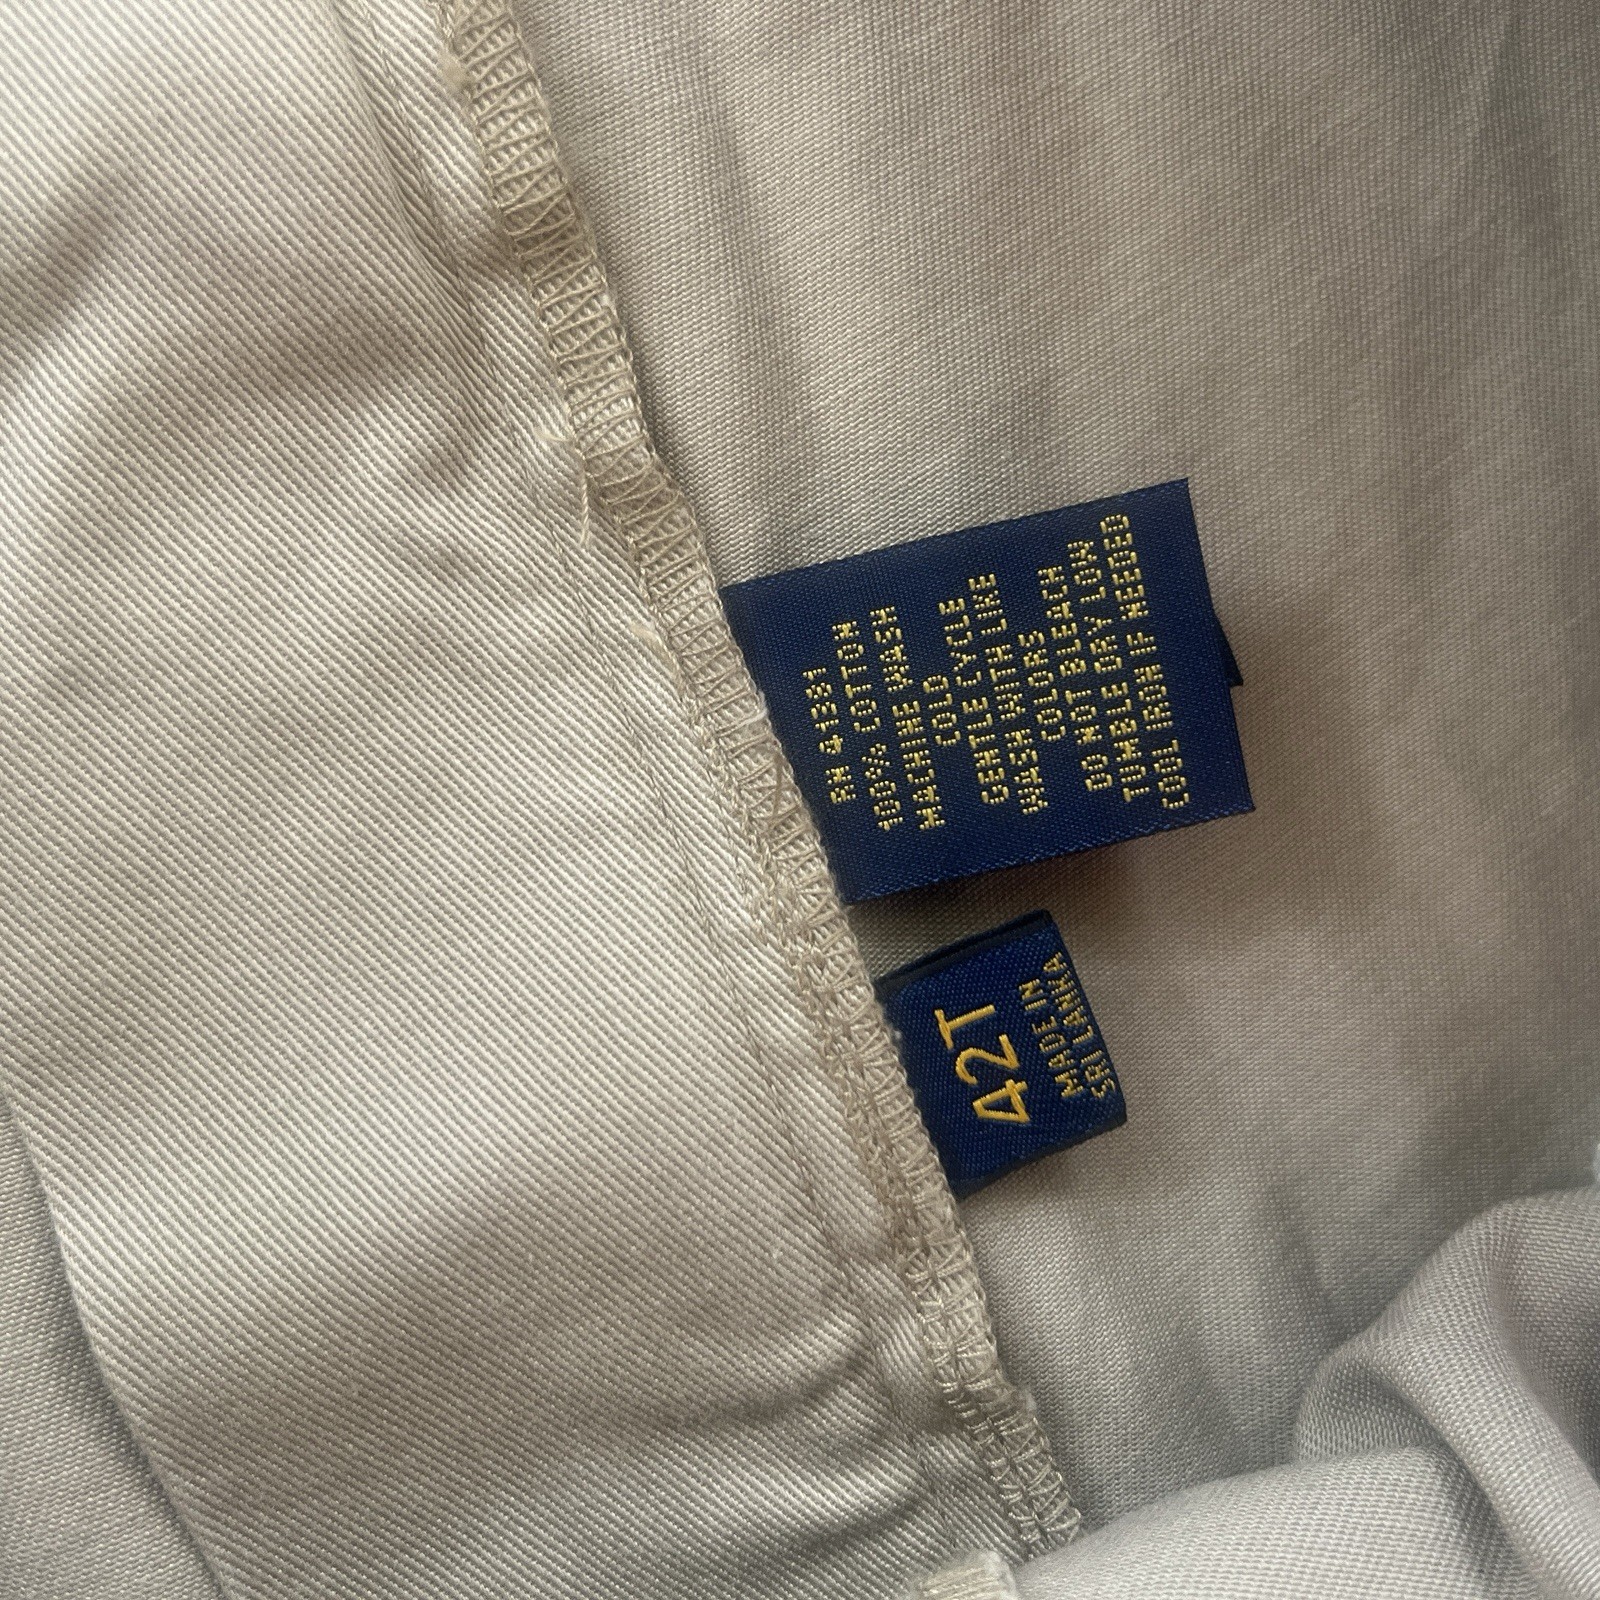 RN 41381
100% COTTON
MACHINE WASH
COLD
GENTLE CYCLE
WASH WITH LIKE
COLORS
DO NOT BLEACH
TUMBLE DRY LOW
COOL IRON IF NEEDED
42T
MADE IN
SRI LANKA